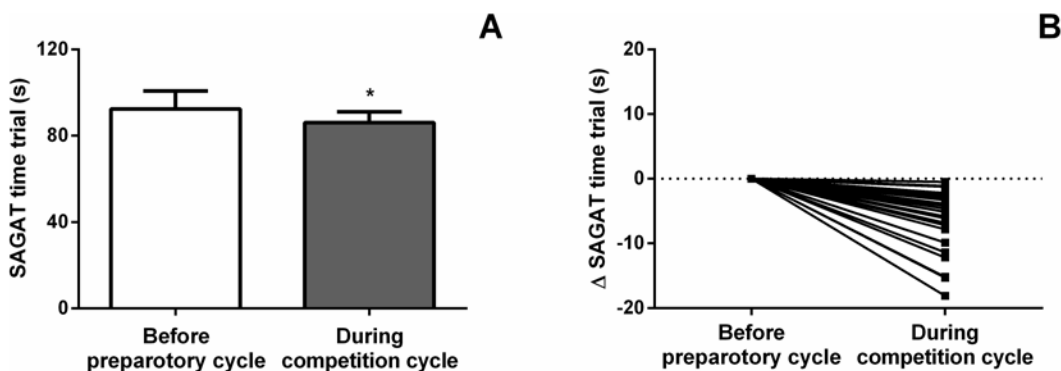 A
SAGAT time trial (s)
120
80
40
0
*
Before
preparotory cycle
During
competition cycle
B
Δ SAGAT time trial (s)
20
10
0
-10
-20
Before
preparotory cycle
During
competition cycle